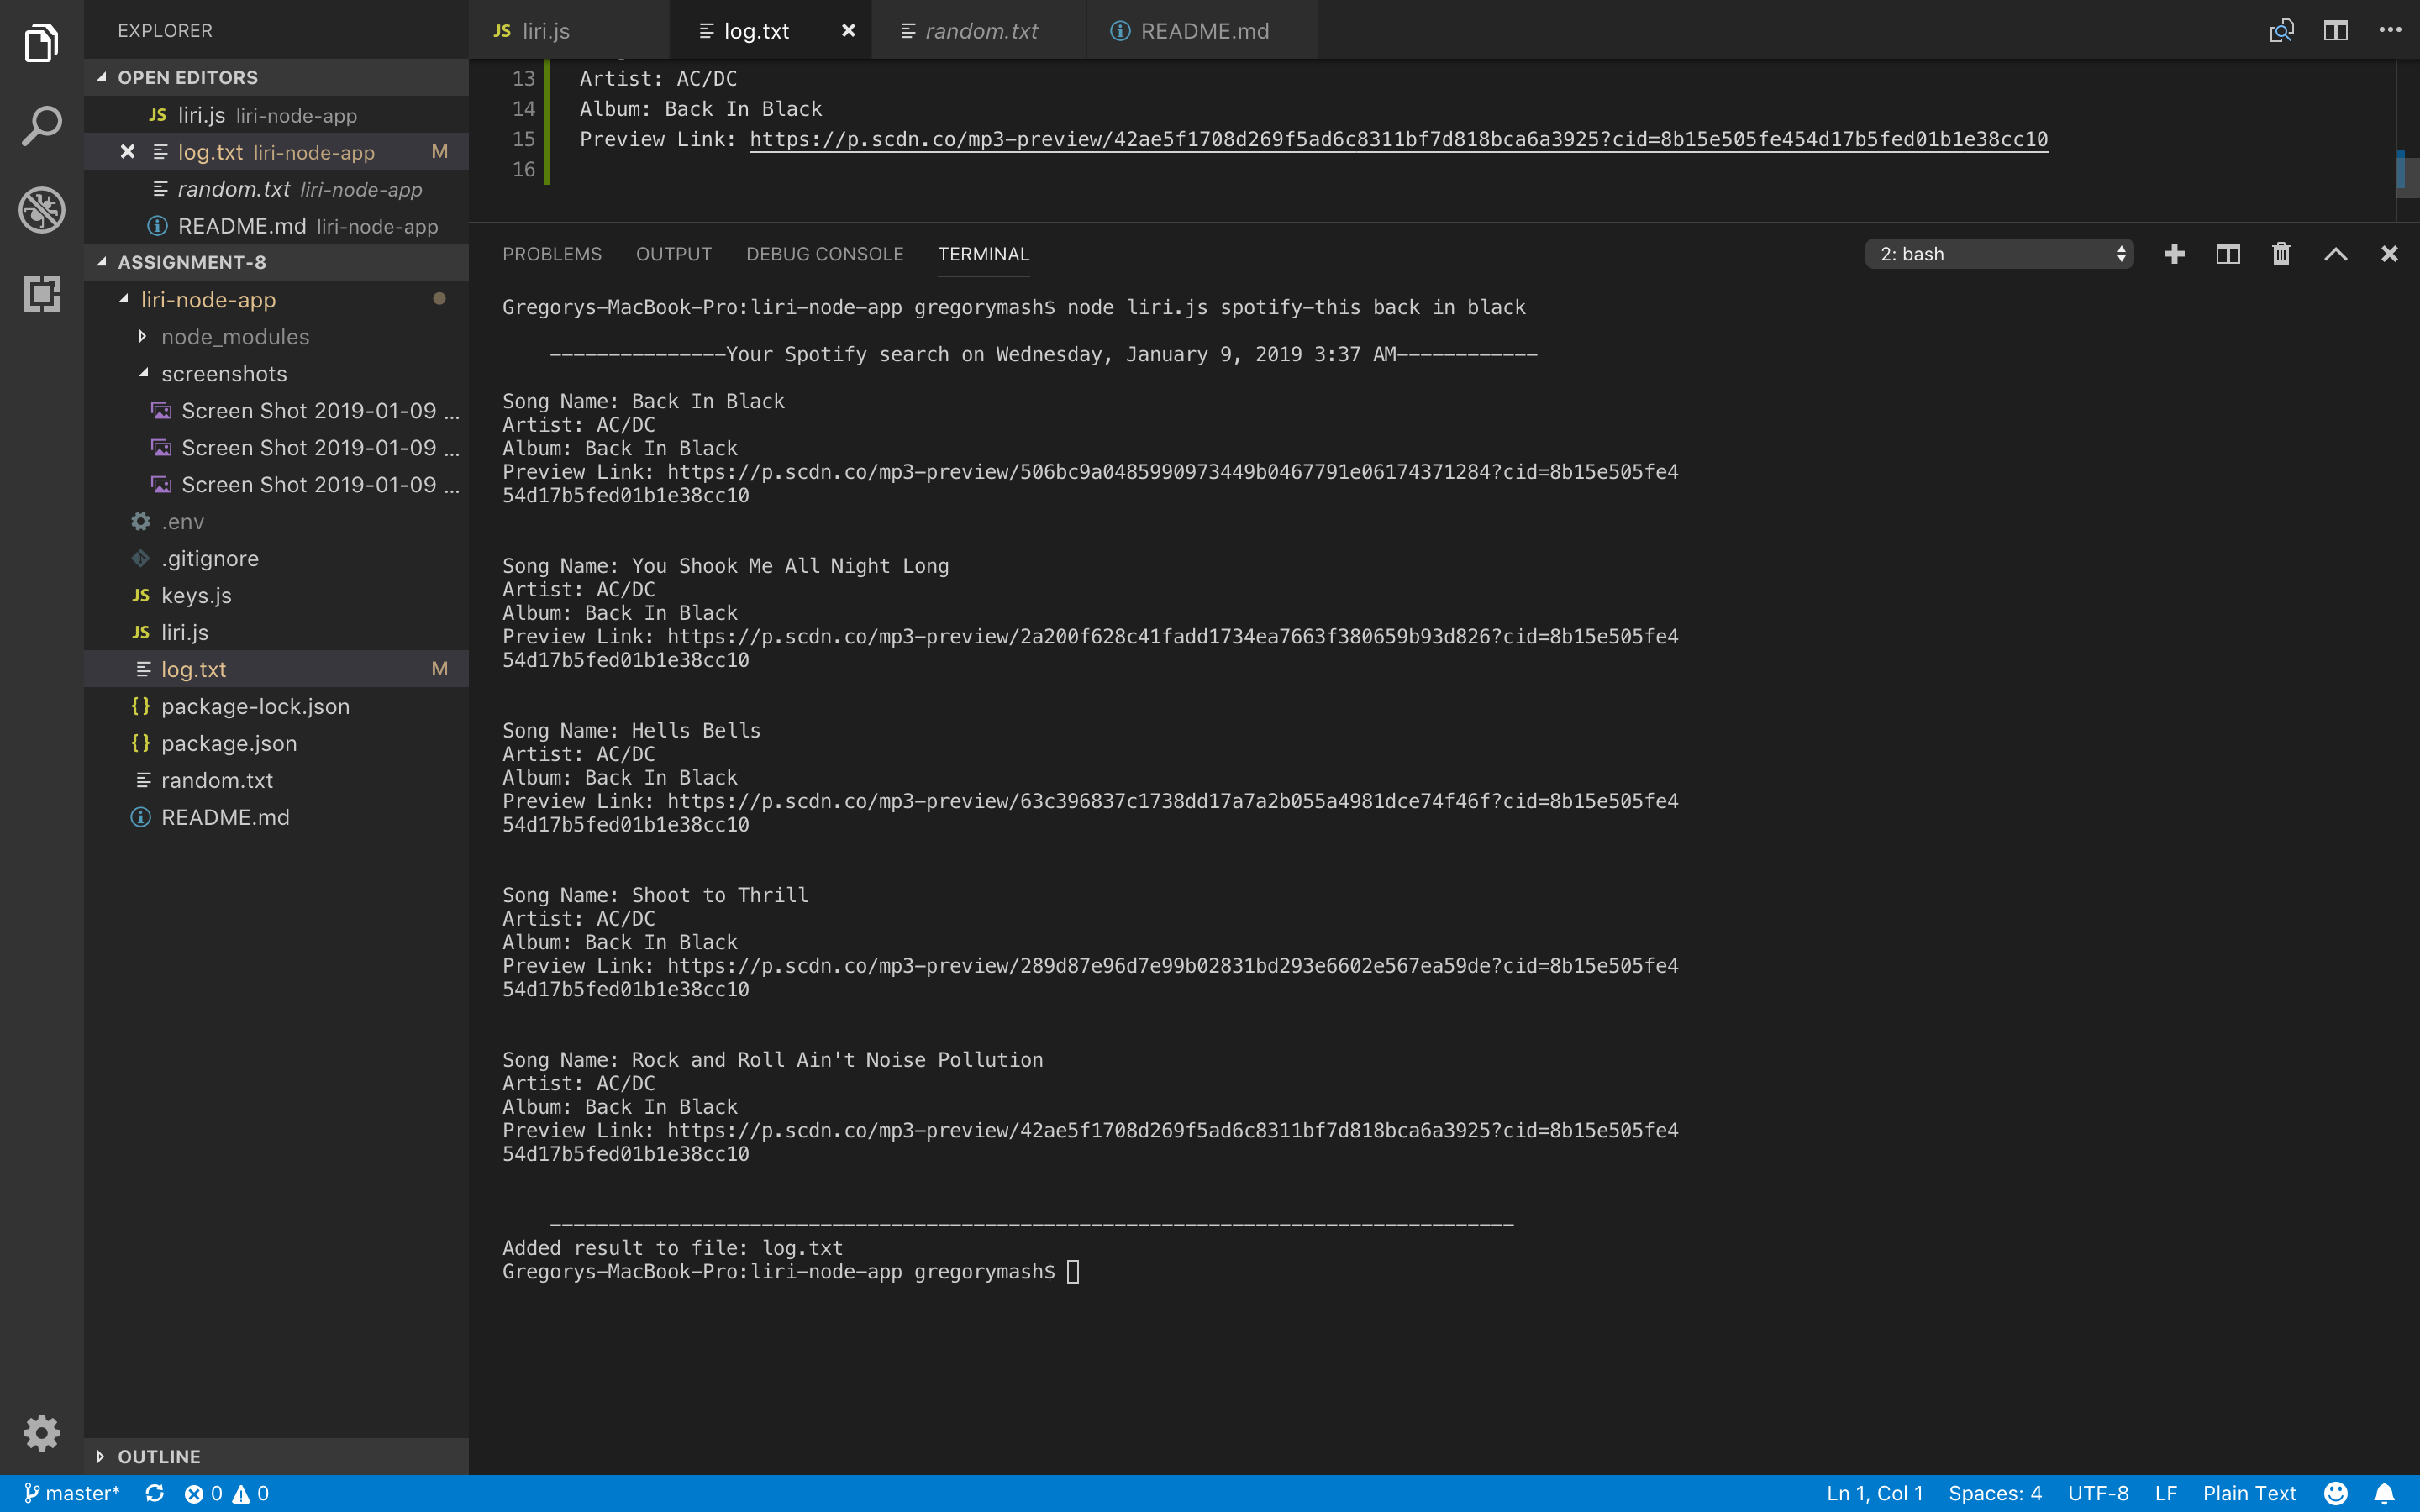 EXPLORER
OPEN EDITORS
JS liri.js liri-node-app
log.txt liri-node-app M
random.txt liri-node-app
README.md liri-node-app
ASSIGNMENT-8
liri-node-app
node_modules
screenshots
Screen Shot 2019-01-09 ...
Screen Shot 2019-01-09 ...
Screen Shot 2019-01-09 ...
.env
.gitignore
JS keys.js
JS liri.js
log.txt M
{} package-lock.json
{} package.json
random.txt
README.md
OUTLINE
JS liri.js
log.txt
random.txt
README.md
13 Artist: AC/DC
14 Album: Back In Black
15 Preview Link: https://p.scdn.co/mp3-preview/42ae5f1708d269f5ad6c8311bf7d818bca6a3925?cid=8b15e505fe454d17b5fed01b1e38cc10
16
PROBLEMS OUTPUT DEBUG CONSOLE TERMINAL 2: bash
Gregorys-MacBook-Pro:liri-node-app gregorymash$ node liri.js spotify-this back in black
---------------Your Spotify search on Wednesday, January 9, 2019 3:37 AM------------
Song Name: Back In Black
Artist: AC/DC
Album: Back In Black
Preview Link: https://p.scdn.co/mp3-preview/506bc9a0485990973449b0467791e06174371284?cid=8b15e505fe4
54d17b5fed01b1e38cc10
Song Name: You Shook Me All Night Long
Artist: AC/DC
Album: Back In Black
Preview Link: https://p.scdn.co/mp3-preview/2a200f628c41fadd1734ea7663f380659b93d826?cid=8b15e505fe4
54d17b5fed01b1e38cc10
Song Name: Hells Bells
Artist: AC/DC
Album: Back In Black
Preview Link: https://p.scdn.co/mp3-preview/63c396837c1738dd17a7a2b055a4981dce74f46f?cid=8b15e505fe4
54d17b5fed01b1e38cc10
Song Name: Shoot to Thrill
Artist: AC/DC
Album: Back In Black
Preview Link: https://p.scdn.co/mp3-preview/289d87e96d7e99b02831bd293e6602e567ea59de?cid=8b15e505fe4
54d17b5fed01b1e38cc10
Song Name: Rock and Roll Ain't Noise Pollution
Artist: AC/DC
Album: Back In Black
Preview Link: https://p.scdn.co/mp3-preview/42ae5f1708d269f5ad6c8311bf7d818bca6a3925?cid=8b15e505fe4
54d17b5fed01b1e38cc10
----------------------------------------------------------------------------------
Added result to file: log.txt
Gregorys-MacBook-Pro:liri-node-app gregorymash$
master* 0 0 Ln 1, Col 1 Spaces: 4 UTF-8 LF Plain Text